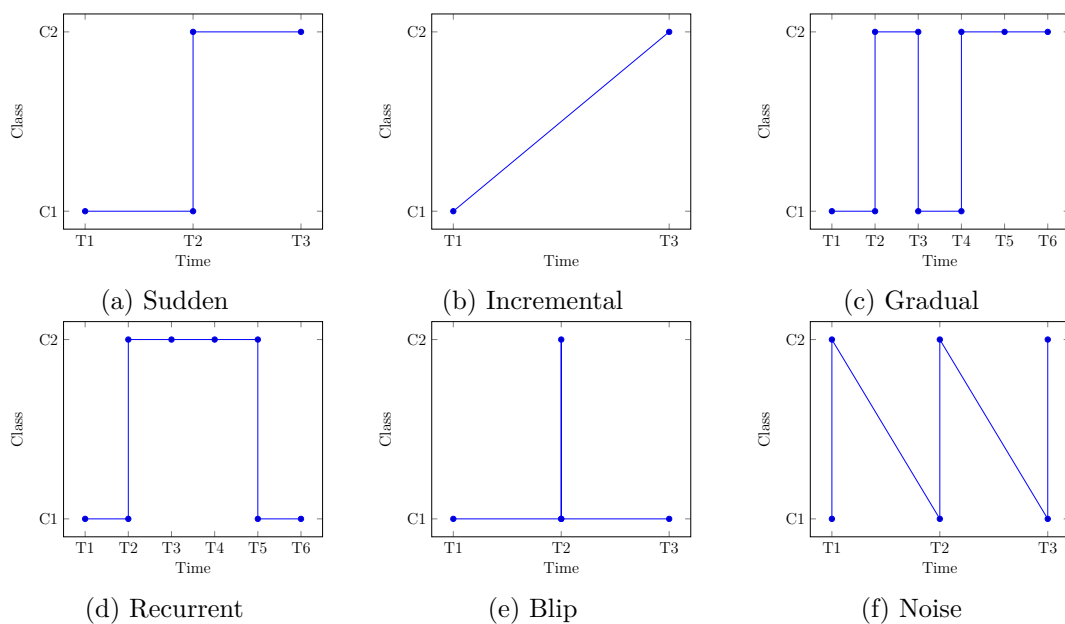 C2
Class
C1
T1 T2 T3
Time
(a) Sudden
C2
Class
C1
T1 T3
Time
(b) Incremental
C2
Class
C1
T1 T2 T3 T4 T5 T6
Time
(c) Gradual
C2
Class
C1
T1 T2 T3 T4 T5 T6
Time
(d) Recurrent
C2
Class
C1
T1 T2 T3
Time
(e) Blip
C2
Class
C1
T1 T2 T3
Time
(f) Noise